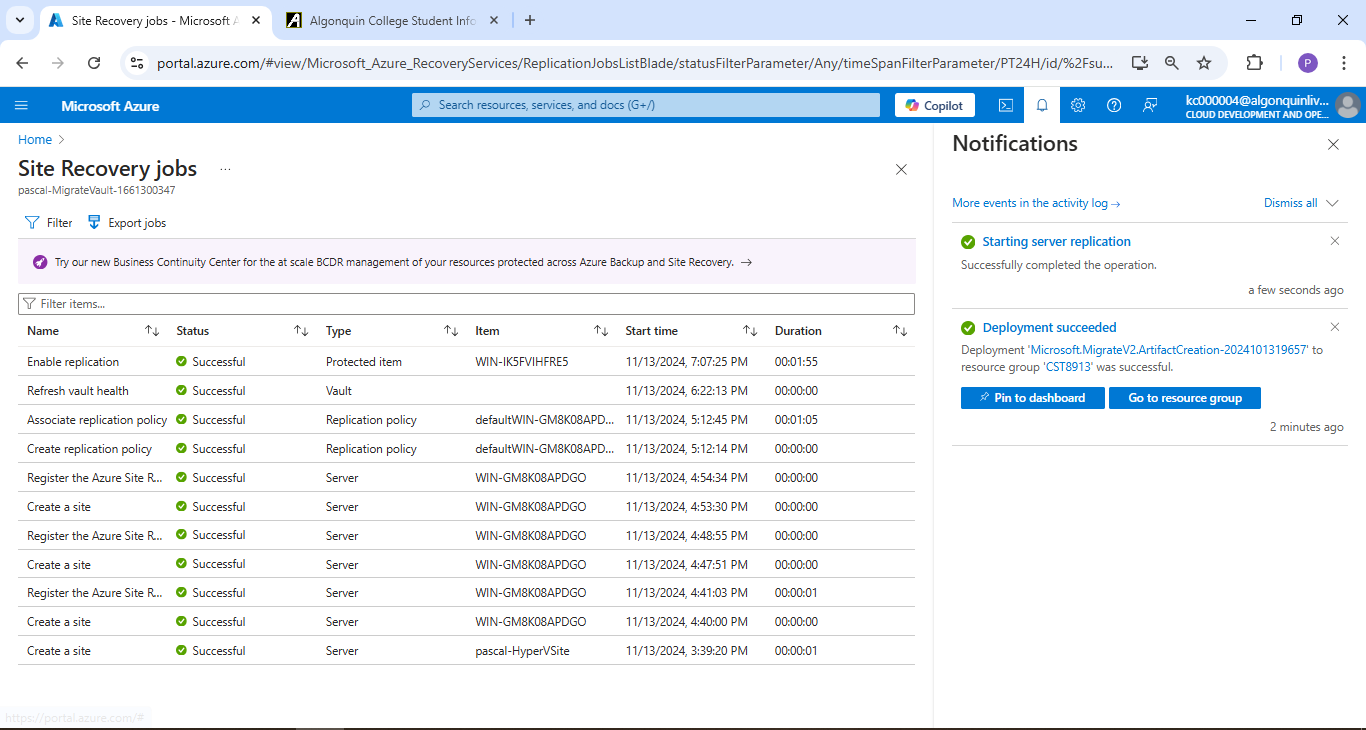 Site Recovery jobs - Microsoft A
Algonquin College Student Info
portal.azure.com/#view/Microsoft_Azure_RecoveryServices/ReplicationJobsListBlade/statusFilterParameter/Any/timeSpanFilterParameter/PT24H/id/%2Fsu...
P
Microsoft Azure
Search resources, services, and docs (G+/)
Copilot
kc000004@algonquinliv...
CLOUD DEVELOPMENT AND OPE...
Home
Site Recovery jobs ...
pascal-MigrateVault-1661300347
Filter Export jobs
Try our new Business Continuity Center for the at scale BCDR management of your resources protected across Azure Backup and Site Recovery. →
Filter items...
Name Status Type Item Start time Duration
Enable replication Successful Protected item WIN-IK5FVIHFRE5 11/13/2024, 7:07:25 PM 00:01:55
Refresh vault health Successful Vault 11/13/2024, 6:22:13 PM 00:00:00
Associate replication policy Successful Replication policy defaultWIN-GM8K08APD... 11/13/2024, 5:12:45 PM 00:01:05
Create replication policy Successful Replication policy defaultWIN-GM8K08APD... 11/13/2024, 5:12:14 PM 00:00:00
Register the Azure Site R... Successful Server WIN-GM8K08APDGO 11/13/2024, 4:54:34 PM 00:00:00
Create a site Successful Server WIN-GM8K08APDGO 11/13/2024, 4:53:30 PM 00:00:00
Register the Azure Site R... Successful Server WIN-GM8K08APDGO 11/13/2024, 4:48:55 PM 00:00:00
Create a site Successful Server WIN-GM8K08APDGO 11/13/2024, 4:47:51 PM 00:00:00
Register the Azure Site R... Successful Server WIN-GM8K08APDGO 11/13/2024, 4:41:03 PM 00:00:01
Create a site Successful Server WIN-GM8K08APDGO 11/13/2024, 4:40:00 PM 00:00:00
Create a site Successful Server pascal-HyperVSite 11/13/2024, 3:39:20 PM 00:00:01
https://portal.azure.com/#
Notifications
More events in the activity log → Dismiss all
Starting server replication
Successfully completed the operation.
a few seconds ago
Deployment succeeded
Deployment 'Microsoft.MigrateV2.ArtifactCreation-2024101319657' to
resource group 'CST8913' was successful.
Pin to dashboard Go to resource group
2 minutes ago